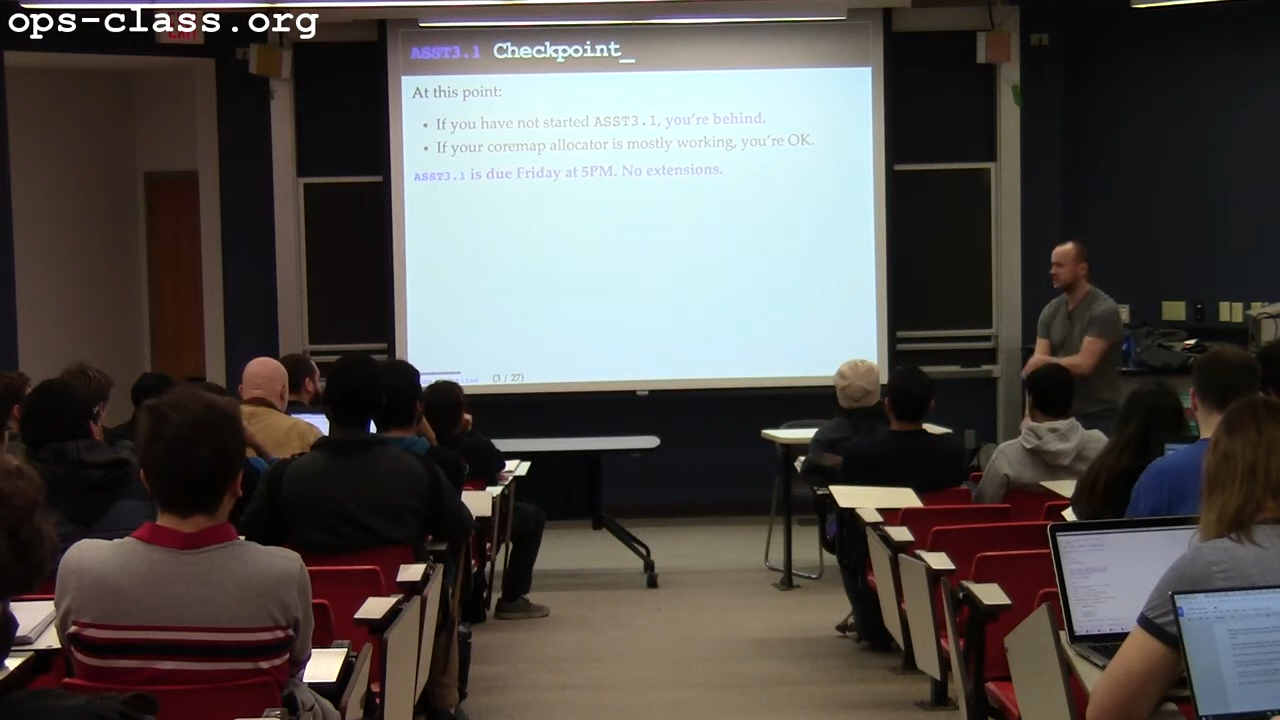 ops-class.org
EXIT
ASST3.1 Checkpoint_
At this point:
• If you have not started ASST3.1, you're behind.
• If your coremap allocator is mostly working, you're OK.
ASST3.1 is due Friday at 5PM. No extensions.
(3 / 27)